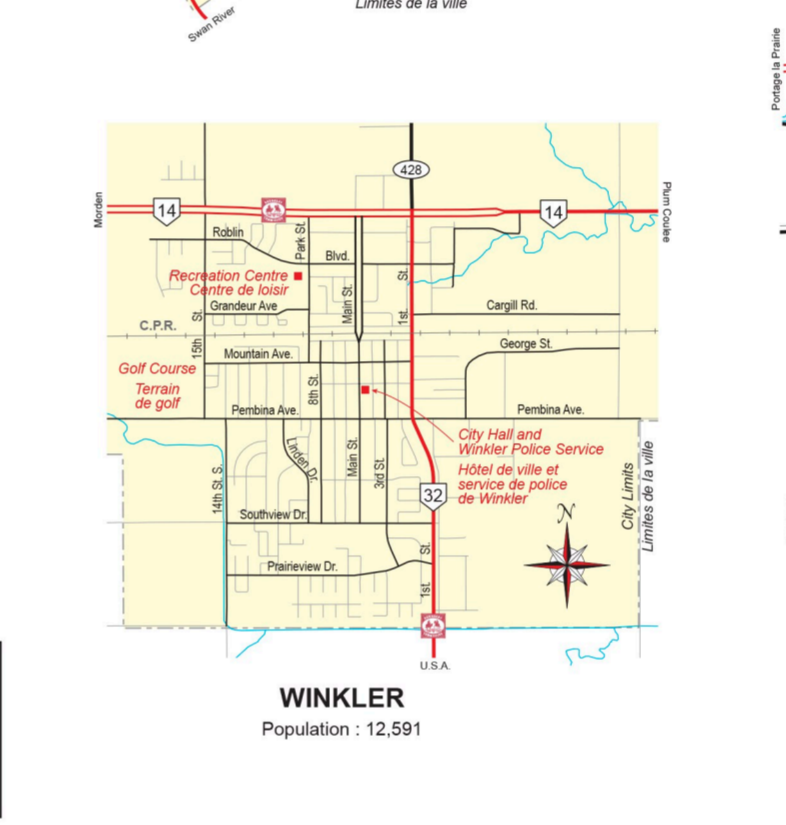 Limites de la ville
Swan River
Portage la Prairie
428
Morden
14
14
Plum Coulee
Roblin
Park St.
Blvd.
Recreation Centre
Centre de loisir
St.
Main St.
Grandeur Ave
Cargill Rd.
1st.
St.
C.P.R.
15th
Mountain Ave.
George St.
Golf Course
Terrain
de golf
8th St.
Pembina Ave.
Pembina Ave.
City Hall and
Winkler Police Service
Hôtel de ville et
service de police
de Winkler
Linden Dr.
Main St.
3rd St.
14th St. S.
32
City Limits
Limites de la ville
N
Southview Dr.
St.
Prairieview Dr.
1st.
U.S.A.
WINKLER
Population : 12,591